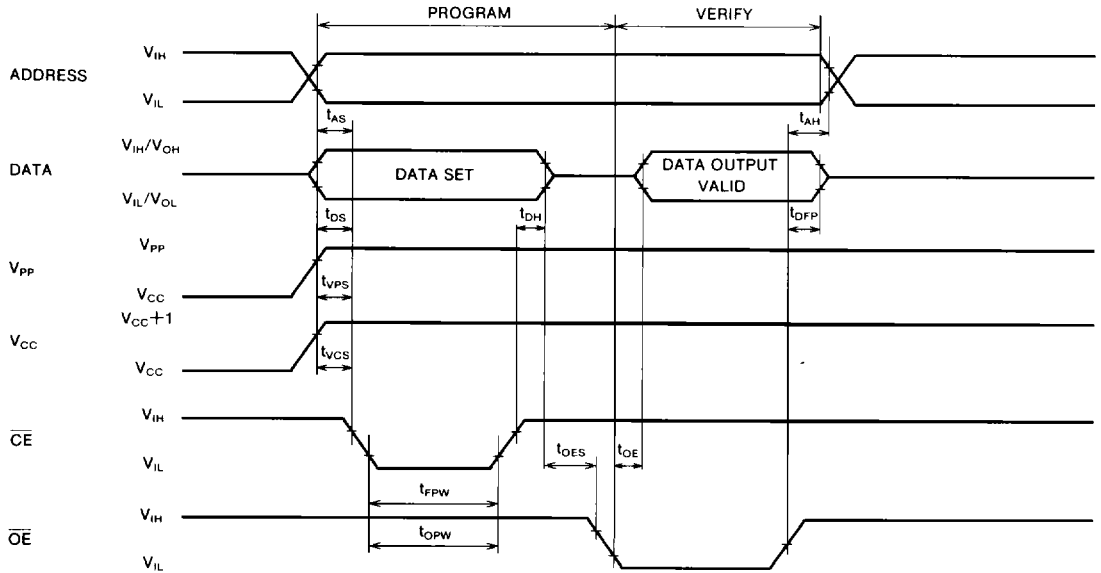 PROGRAM
VERIFY
ADDRESS
VIH
VIL
tAS
tAH
DATA
VIH/VOH
VIL/VOL
DATA SET
DATA OUTPUT
VALID
tDS
tDH
tDFP
VPP
VPP
VCC
tVPS
VCC
VCC+1
VCC
tVCS
CE
VIH
VIL
tOES
tOE
tFPW
OE
VIH
VIL
tOPW